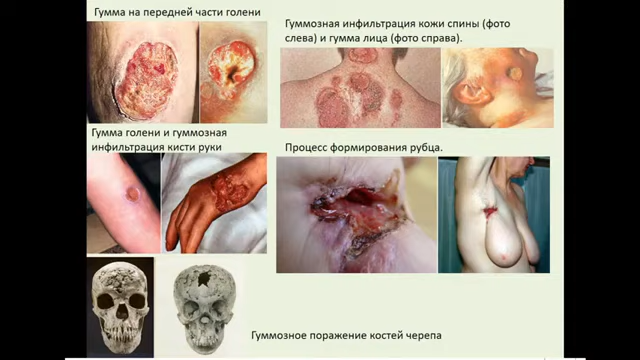 Гумма на передней части голени
Гуммозная инфильтрация кожи спины (фото
слева) и гумма лица (фото справа).
Гумма голени и гуммозная
инфильтрация кисти руки
Процесс формирования рубца.
Гуммозное поражение костей черепа